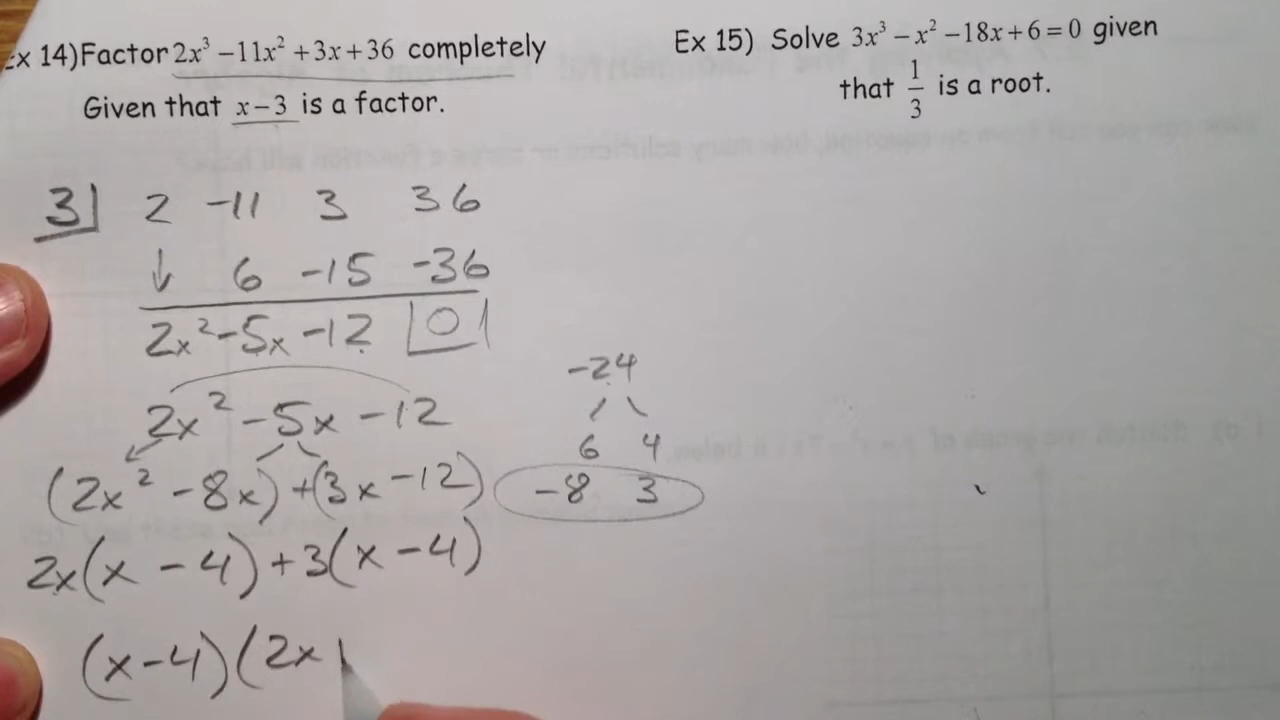 Ex 14) Factor 2x³ −11x² +3x+36 completely
Given that x−3 is a factor.
Ex 15) Solve 3x³ −x² −18x+6=0 given
that 1/3 is a root.
3| 2 -11 3 36
↓ 6 -15 -36
2x² -5x -12 |0|
2x² -5x -12
(2x² -8x)+(3x-12)
2x(x-4)+3(x-4)
(x-4)(2x
-24
6 4
-8 3